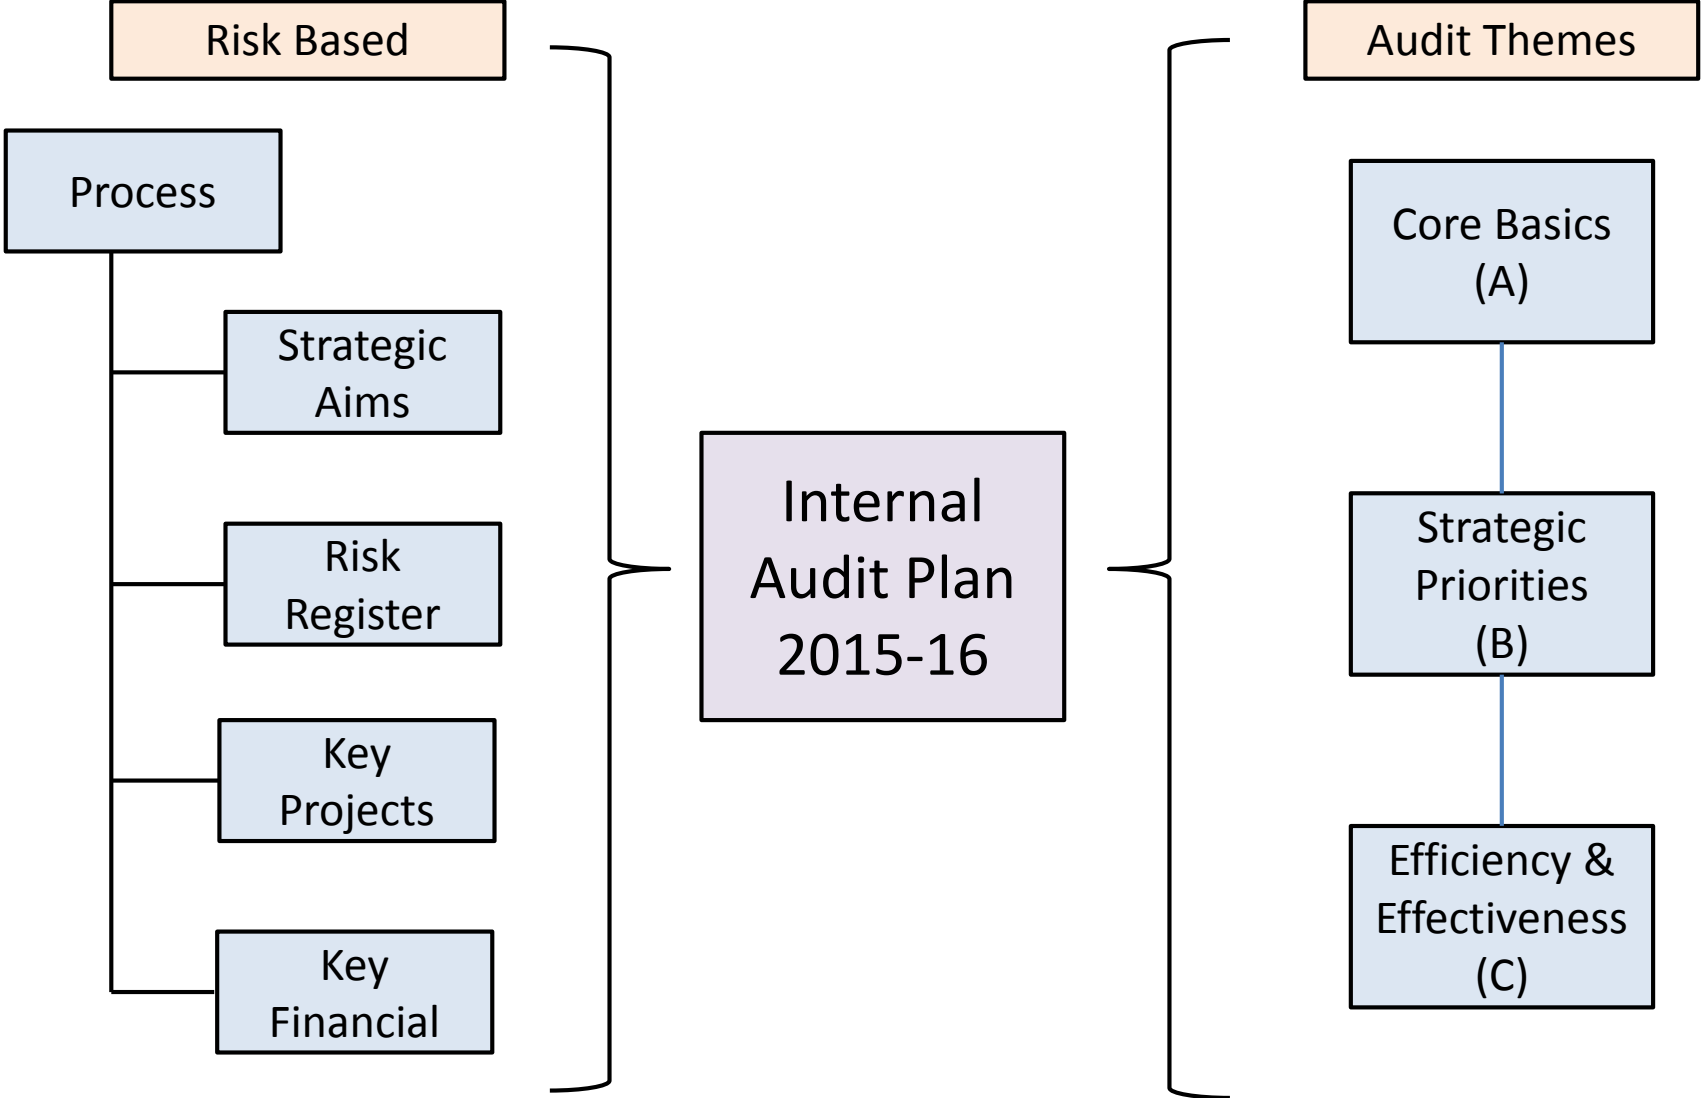 Risk Based
Process
Strategic
Aims
Risk
Register
Key
Projects
Key
Financial
Internal
Audit Plan
2015-16
Audit Themes
Core Basics
(A)
Strategic
Priorities
(B)
Efficiency &
Effectiveness
(C)